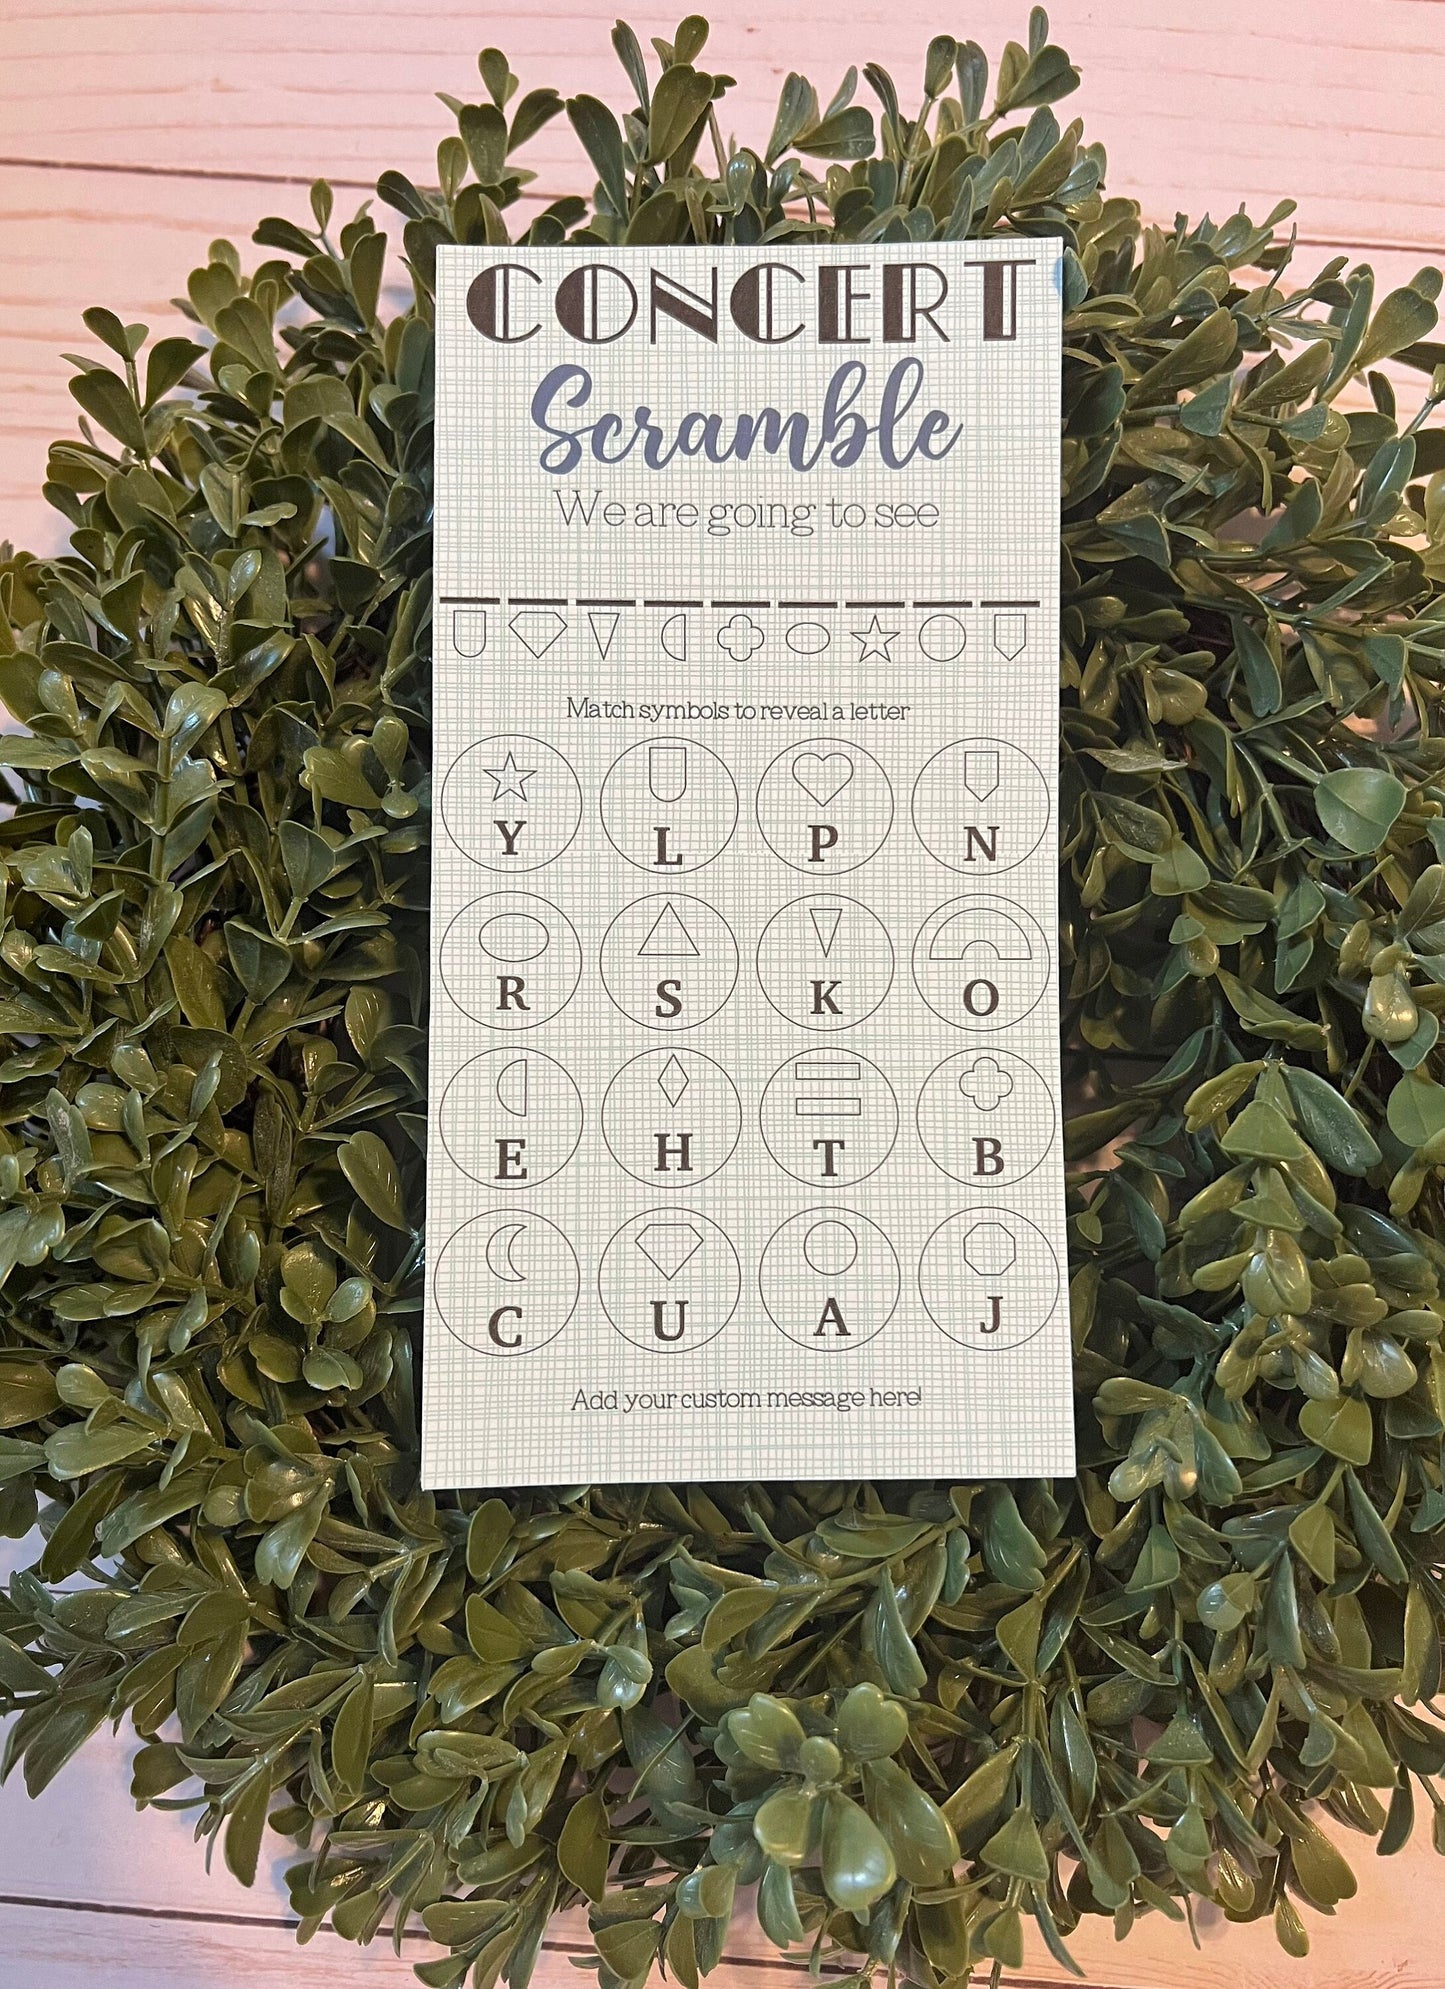 CONCERT
Scramble
We are going to see
Match symbols to reveal a letter
Y L P N
R S K O
E H T B
C U A J
Add your custom message here!